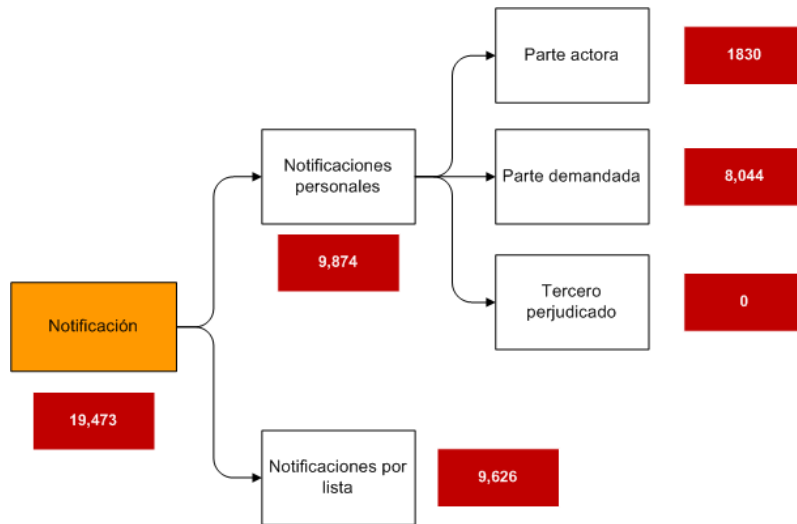 Parte actora
1830
Notificaciones
personales
Parte demandada
8,044
9,874
Tercero
perjudicado
0
Notificación
19,473
Notificaciones por
lista
9,626